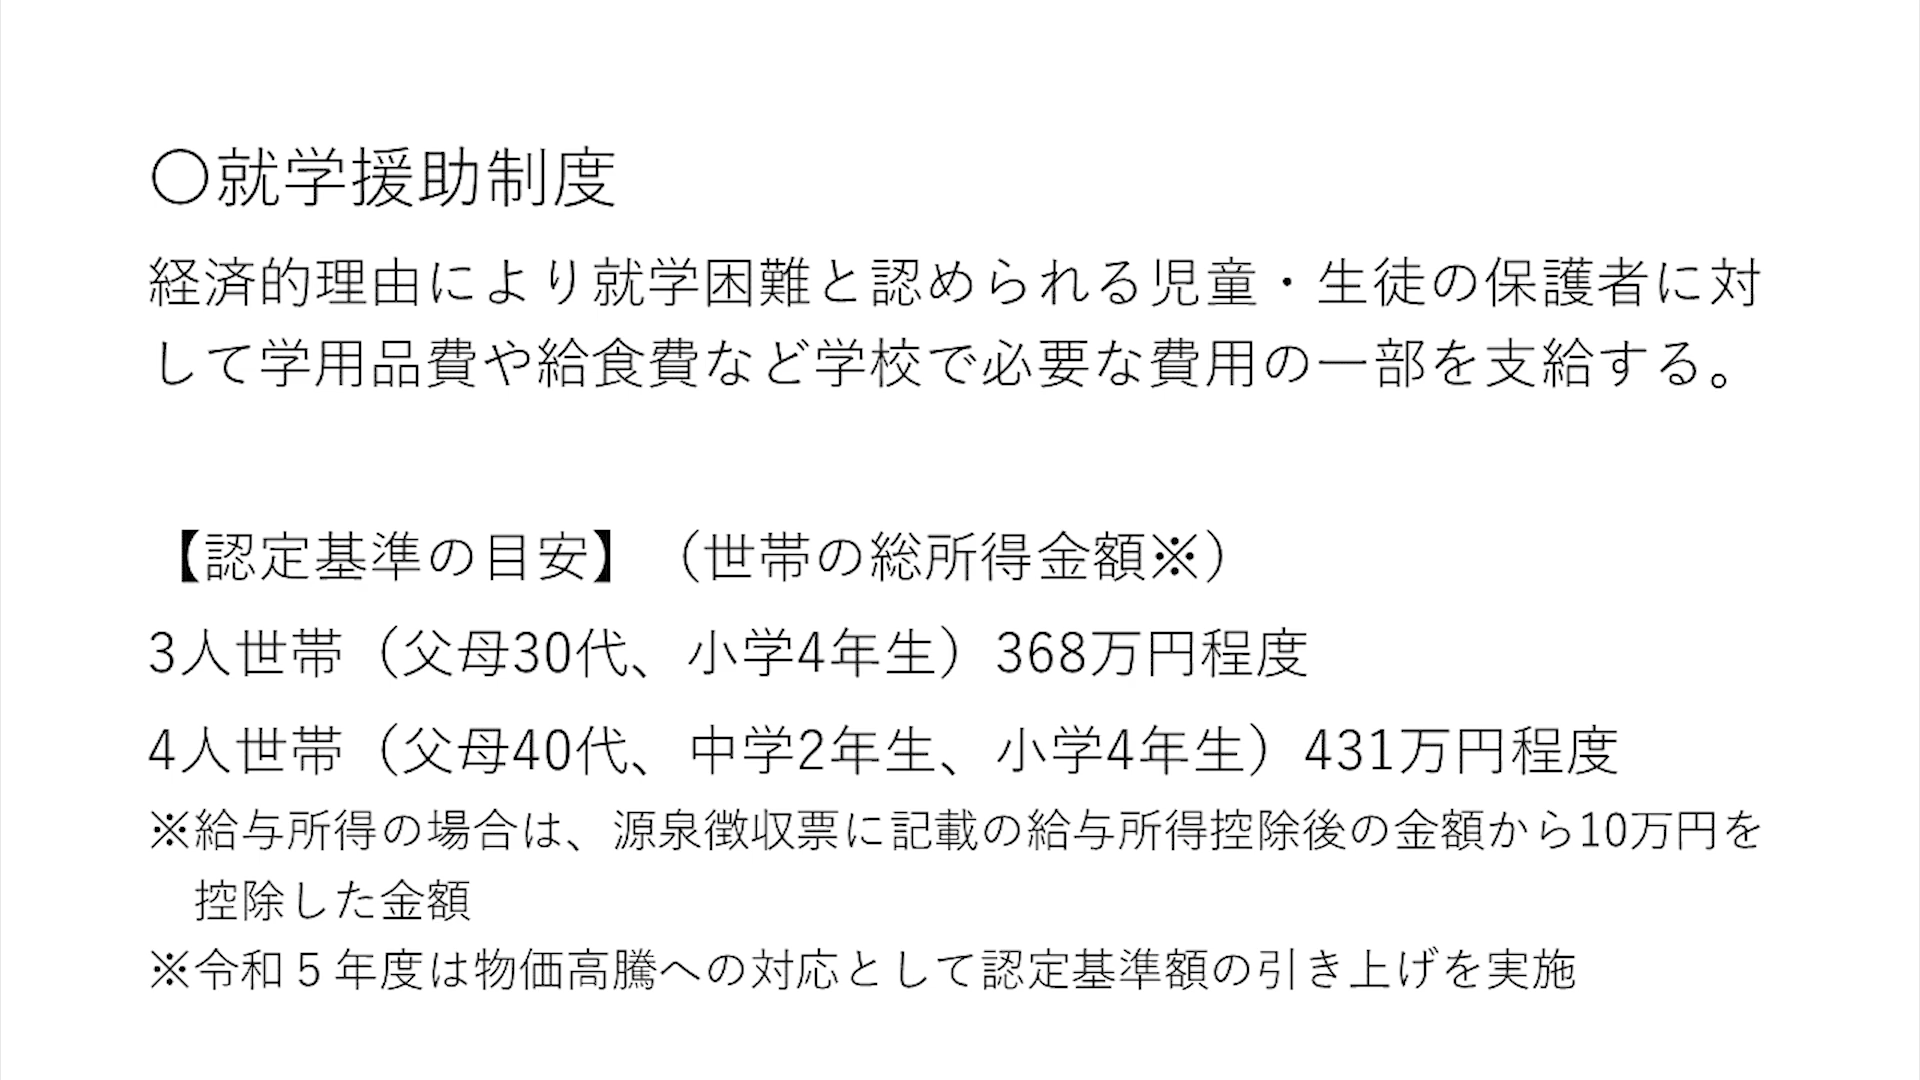 〇就学援助制度
経済的理由により就学困難と認められる児童・生徒の保護者に対
して学用品費や給食費など学校で必要な費用の一部を支給する。
【認定基準の目安】（世帯の総所得金額※）
3人世帯（父母30代、小学4年生）368万円程度
4人世帯（父母40代、中学2年生、小学4年生）431万円程度
※給与所得の場合は、源泉徴収票に記載の給与所得控除後の金額から10万円を
控除した金額
※令和５年度は物価高騰への対応として認定基準額の引き上げを実施